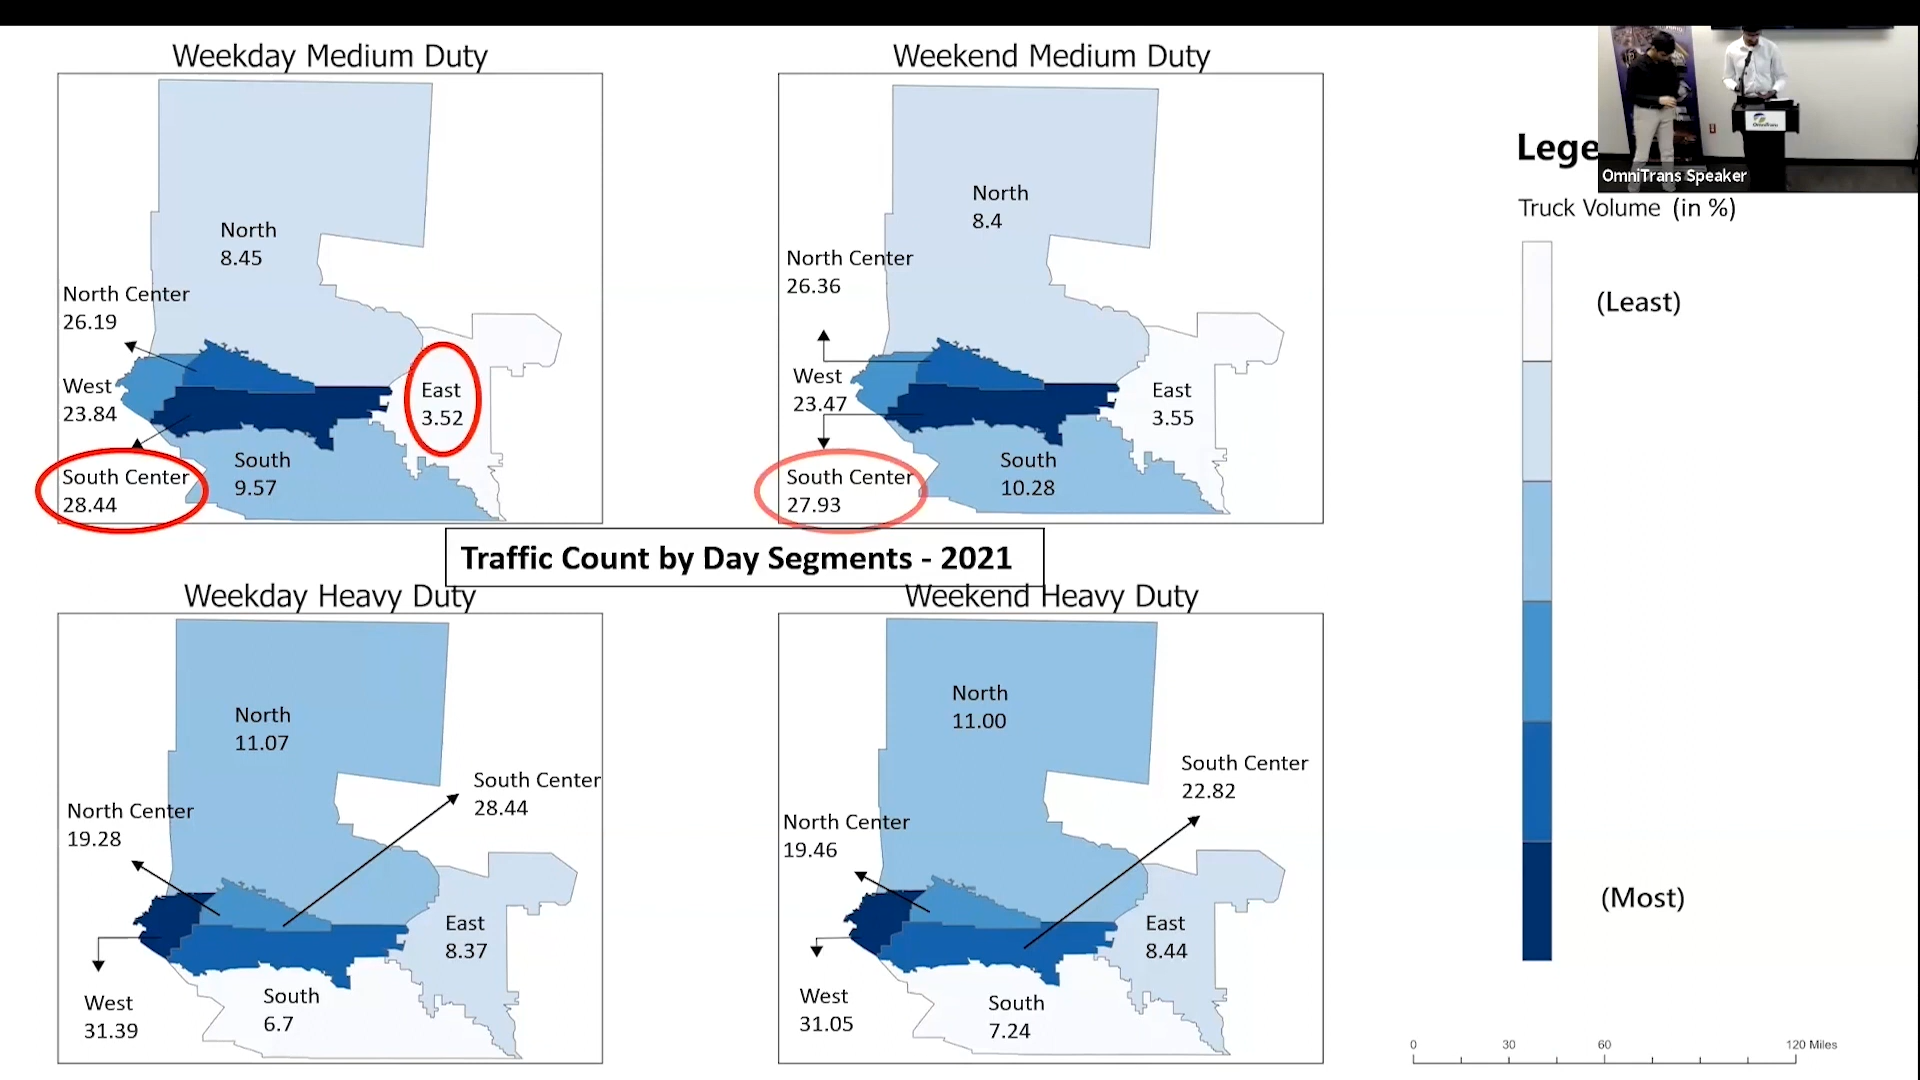 Weekday Medium Duty
North
8.45
North Center
26.19
West
23.84
East
3.52
South Center
28.44
South
9.57
Weekend Medium Duty
North
8.4
North Center
26.36
West
23.47
East
3.55
South Center
27.93
South
10.28
Traffic Count by Day Segments - 2021
Weekday Heavy Duty
North
11.07
South Center
28.44
North Center
19.28
East
8.37
West
31.39
South
6.7
Weekend Heavy Duty
North
11.00
South Center
22.82
North Center
19.46
East
8.44
West
31.05
South
7.24
Lege
Truck Volume (in %)
(Least)
(Most)
0 30 60 120 Miles
OmniTrans
OmniTrans Speaker